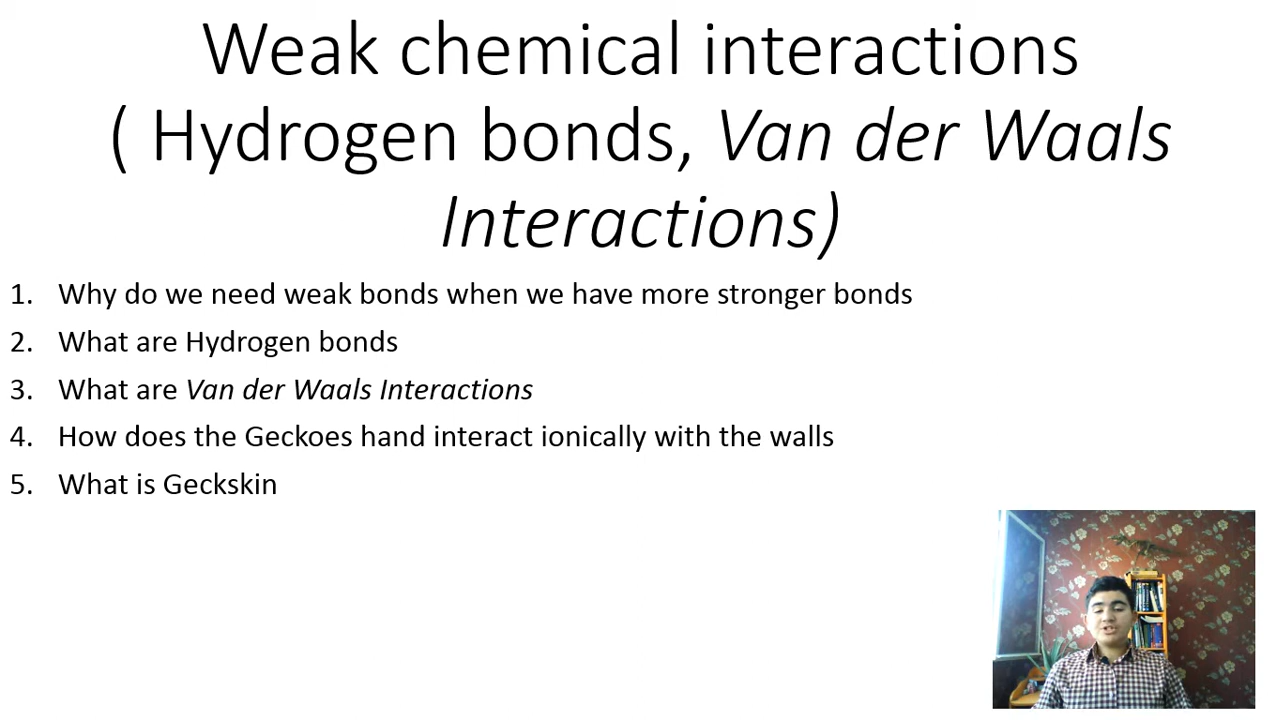 Weak chemical interactions
( Hydrogen bonds, Van der Waals
Interactions)
1. Why do we need weak bonds when we have more stronger bonds
2. What are Hydrogen bonds
3. What are Van der Waals Interactions
4. How does the Geckoes hand interact ionically with the walls
5. What is Geckskin